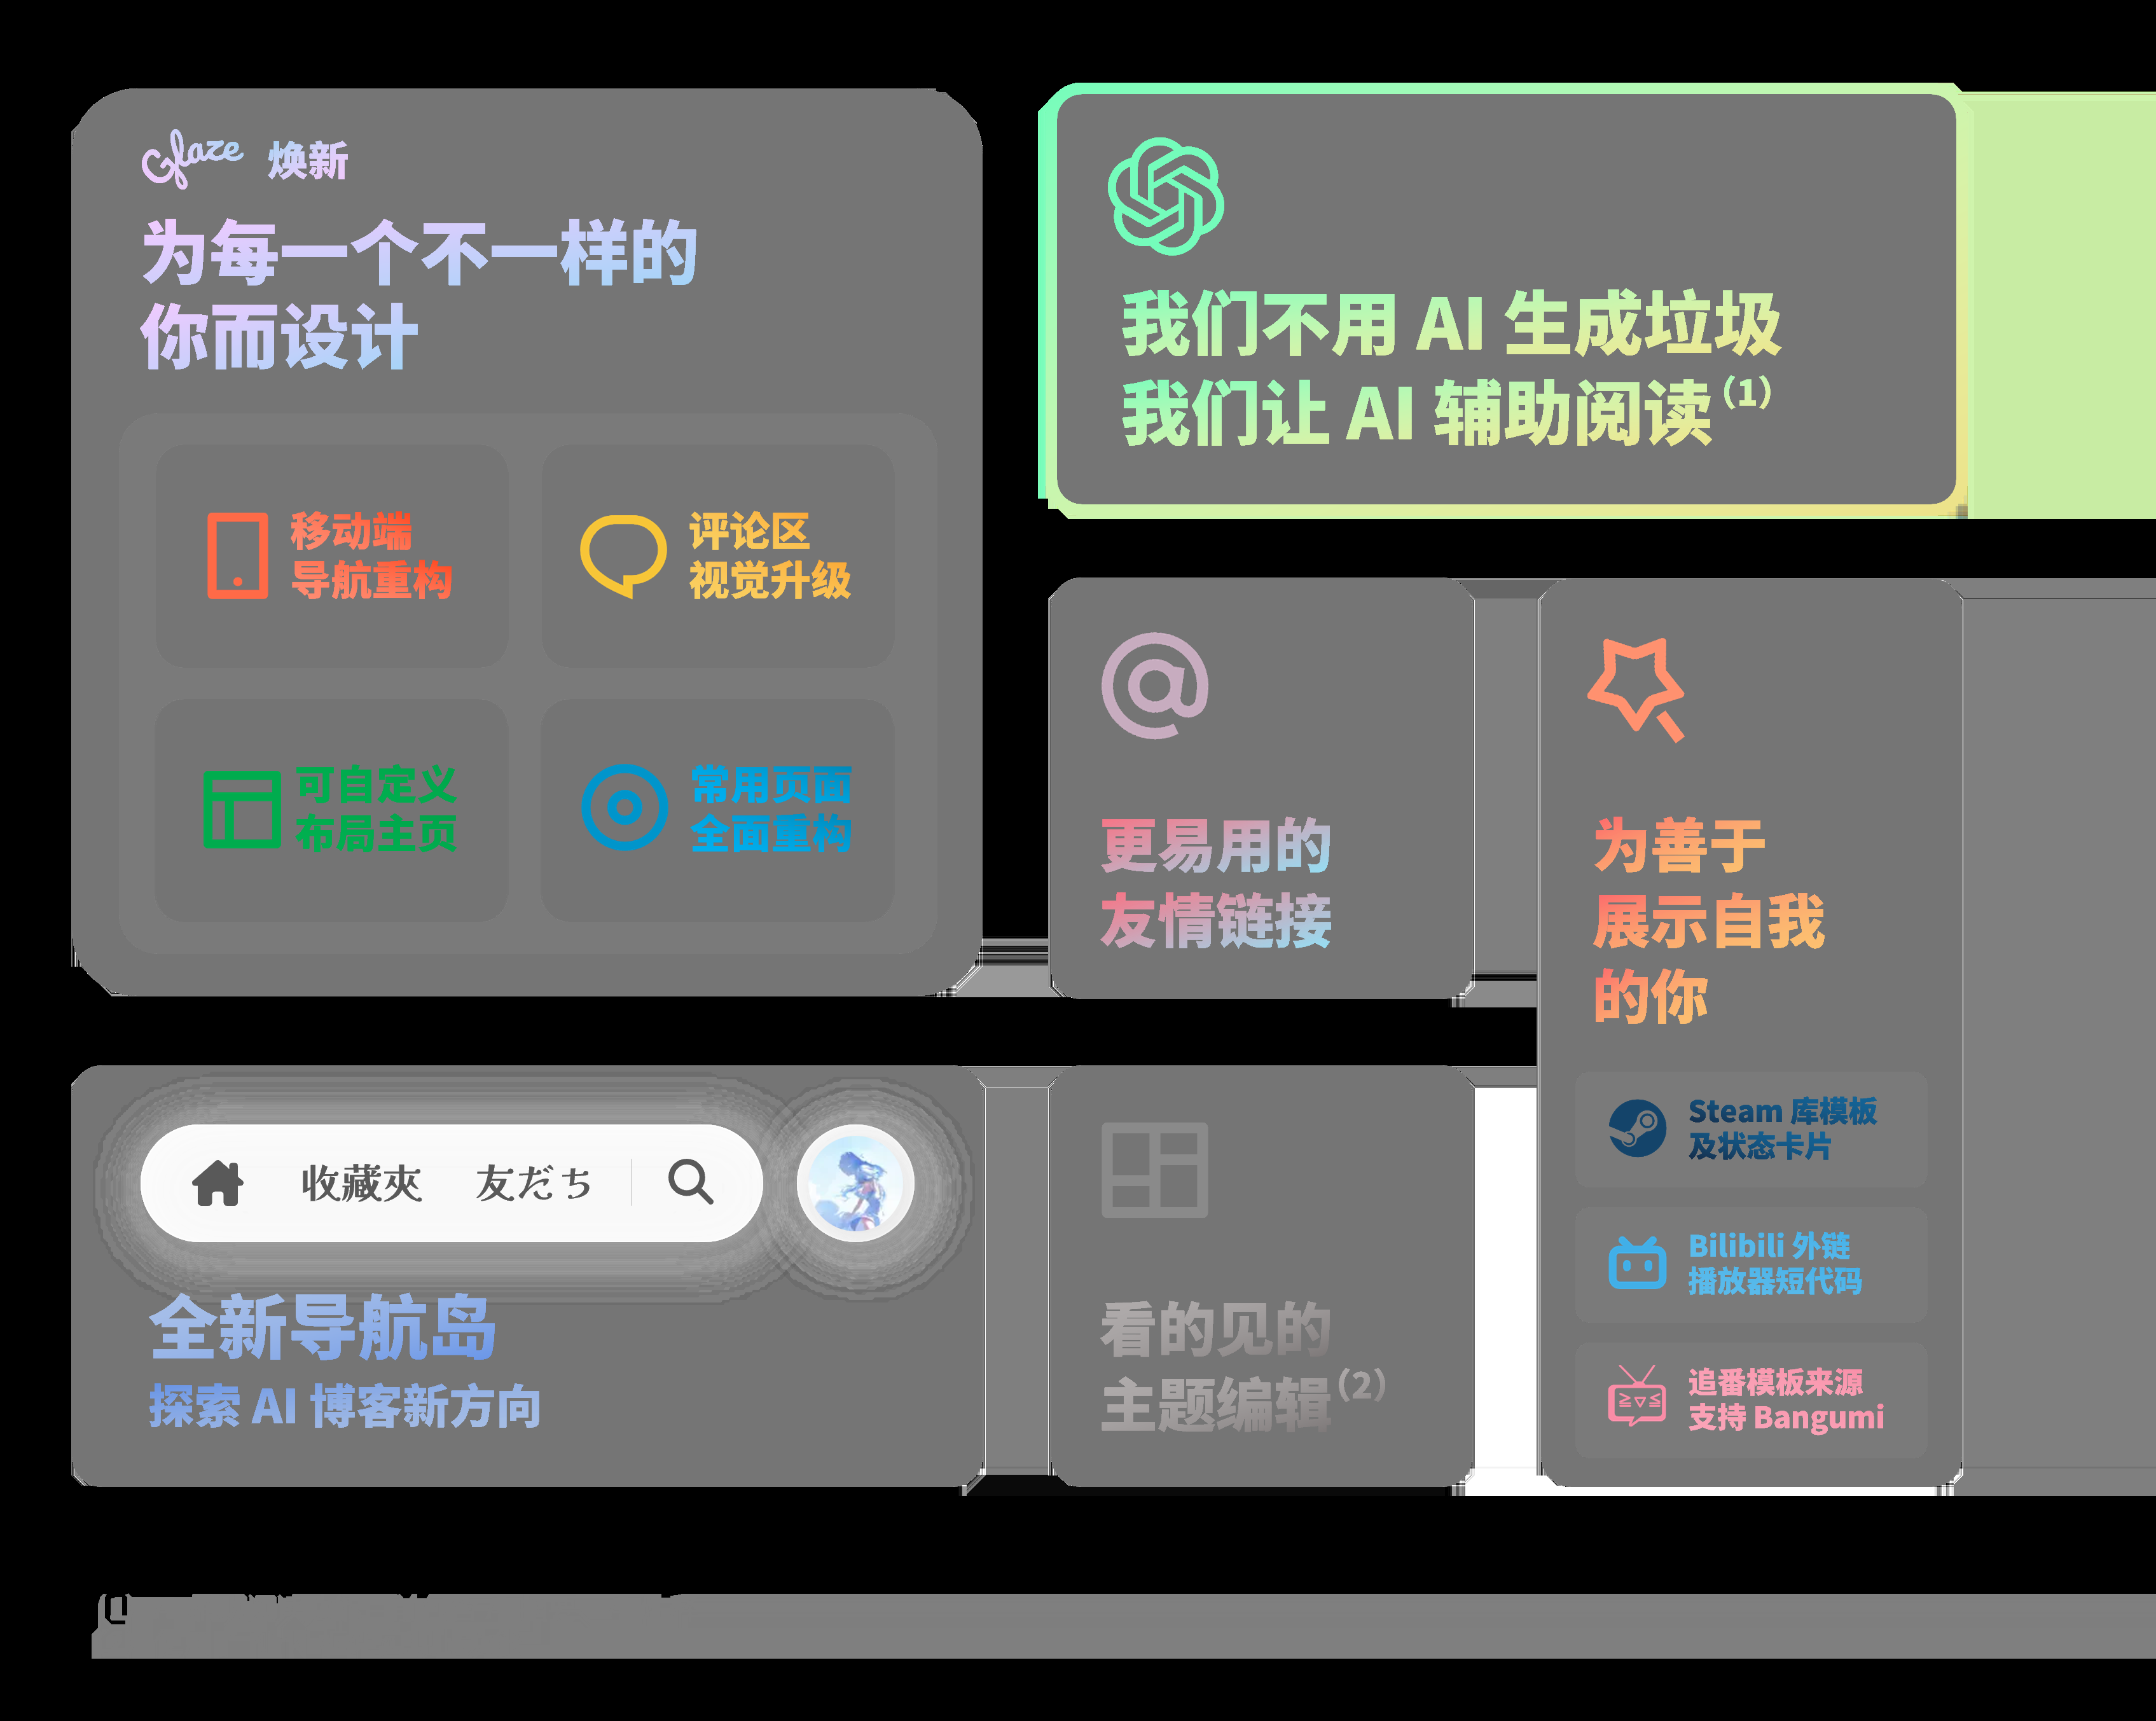 Glaze 焕新
为每一个不一样的
你而设计
移动端
导航重构
评论区
视觉升级
可自定义
布局主页
常用页面
全面重构
我们不用 AI 生成垃圾
我们让 AI 辅助阅读(1)
更易用的
友情链接
为善于
展示自我
的你
Steam 库模板
及状态卡片
Bilibili 外链
播放器短代码
追番模板来源
支持 Bangumi
收藏夾 友だち
全新导航岛
探索 AI 博客新方向
看的见的
主题编辑(2)